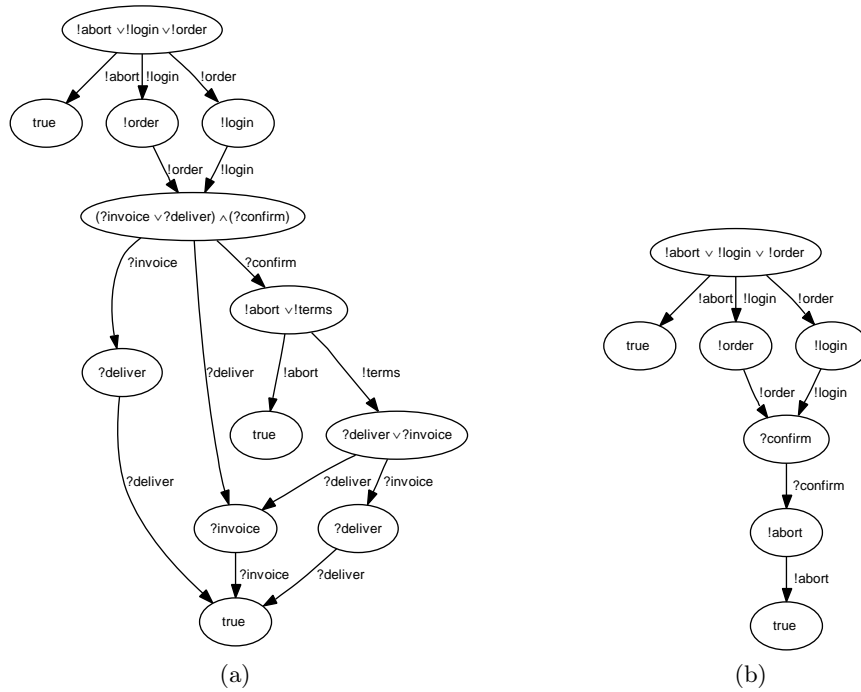 !abort ∨!login ∨!order
!abort
!login
!order
true
!order
!login
!order
!login
(?invoice ∨?deliver) ∧(?confirm)
?invoice
?confirm
!abort ∨!terms
?deliver
?deliver
!abort
!terms
true
?deliver ∨?invoice
?deliver
?deliver
?invoice
?invoice
?deliver
?invoice
?deliver
true
(a)
!abort ∨ !login ∨ !order
!abort
!login
!order
true
!order
!login
!order
!login
?confirm
?confirm
!abort
!abort
true
(b)